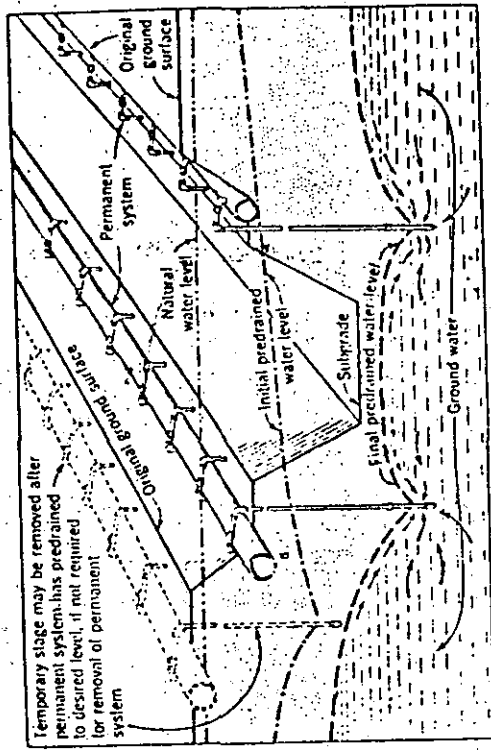 Temporary stage may be removed after
permanent system has predrained
to desired level, if not required
for removal of permanent
system
Original ground surface
Permanent
system
Original
ground
surface
Natural
water level
Initial predrained
water level
Subgrade
Final predrained water level
Ground water